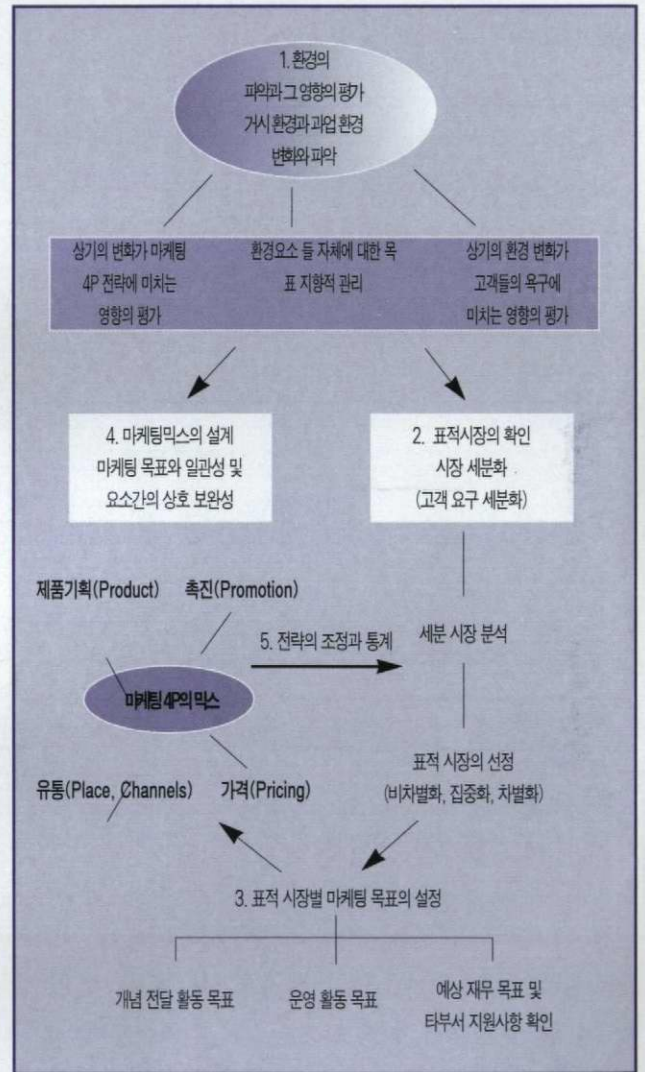 1. 환경의
파악과 그 영향의 평가
거시 환경과 과업 환경
변화와 파악
상기의 변화가 마케팅
4P 전략에 미치는
영향의 평가
환경요소 들 자체에 대한 목
표 지향적 관리
상기의 환경 변화가
고객들의 욕구에
미치는 영향의 평가
4. 마케팅믹스의 설계
마케팅 목표와 일관성 및
요소간의 상호 보완성
2. 표적시장의 확인
시장 세분화
(고객 요구 세분화)
제품기획(Product)
촉진(Promotion)
5. 전략의 조정과 통계
세분 시장 분석
마케팅 4P의 믹스
표적 시장의 선정
(비차별화, 집중화, 차별화)
유통(Place, Channels)
가격(Pricing)
3. 표적 시장별 마케팅 목표의 설정
개념 전달 활동 목표
운영 활동 목표
예상 재무 목표 및
타부서 지원사항 확인